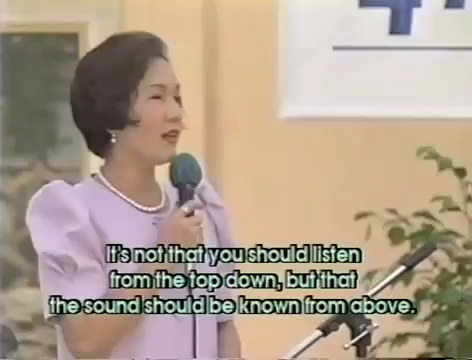 It's not that you should listen
from the top down, but that
the sound should be known from above.